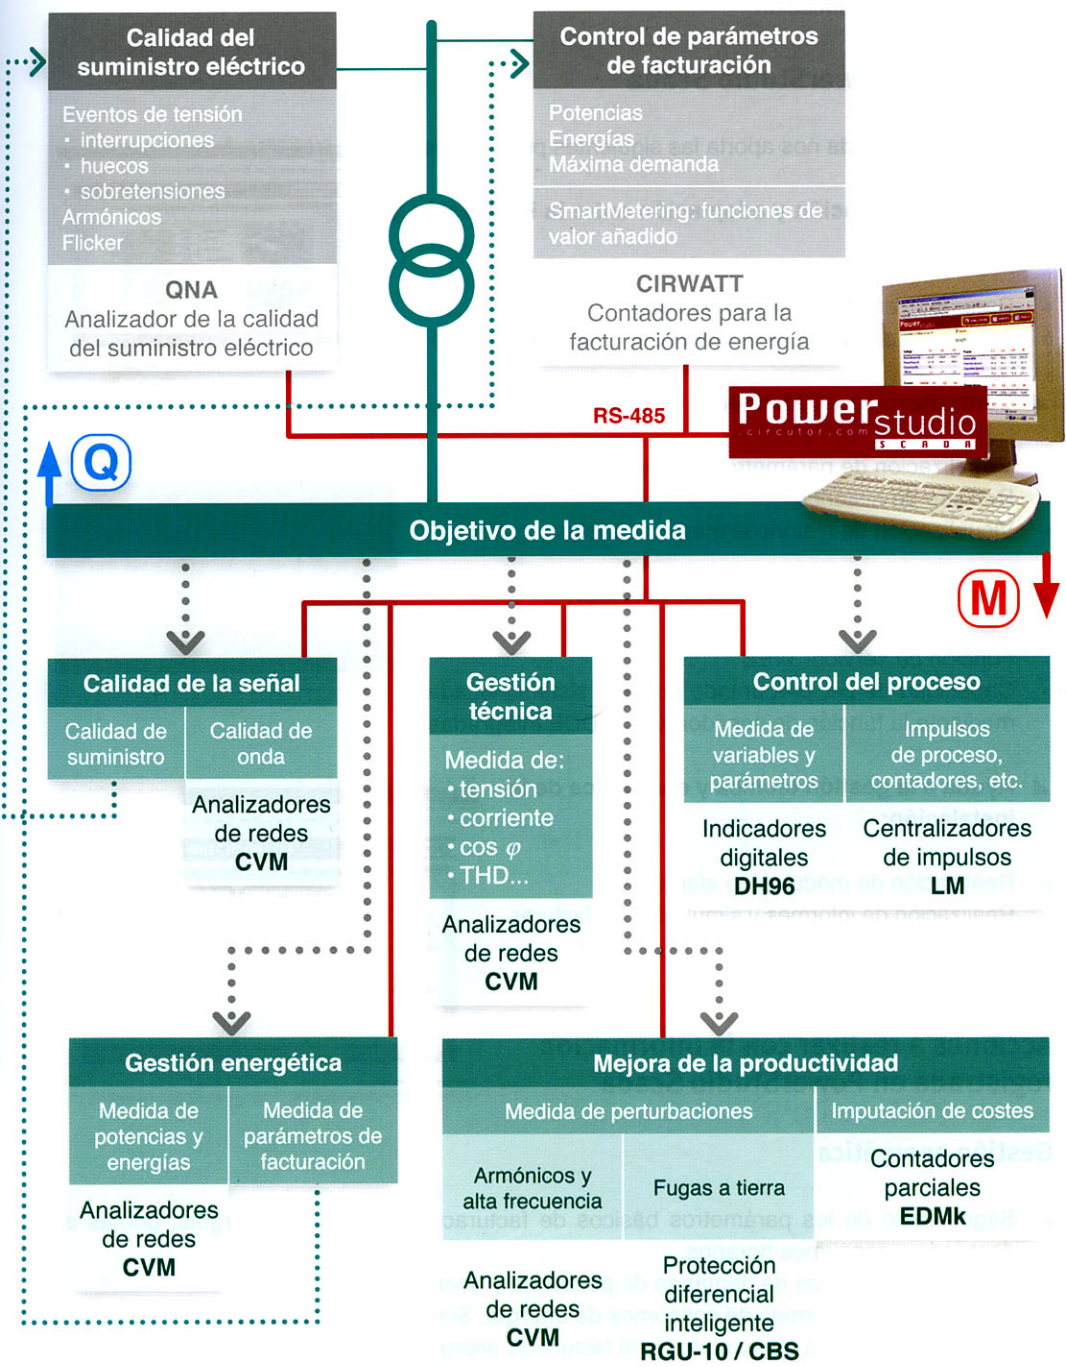 Calidad del
suministro eléctrico
Eventos de tensión
· interrupciones
· huecos
· sobretensiones
Armónicos
Flicker
QNA
Analizador de la calidad
del suministro eléctrico
Control de parámetros
de facturación
Potencias
Energías
Máxima demanda
SmartMetering: funciones de
valor añadido
CIRWATT
Contadores para la
facturación de energía
RS-485
Power studio
.circutor.com
SCADA
Q
Objetivo de la medida
M
Calidad de la señal
Calidad de
suministro
Calidad de
onda
Analizadores
de redes
CVM
Gestión
técnica
Medida de:
· tensión
· corriente
· cos φ
· THD...
Analizadores
de redes
CVM
Control del proceso
Medida de
variables y
parámetros
Impulsos
de proceso,
contadores, etc.
Indicadores
digitales
DH96
Centralizadores
de impulsos
LM
Gestión energética
Medida de
potencias y
energías
Medida de
parámetros de
facturación
Analizadores
de redes
CVM
Mejora de la productividad
Medida de perturbaciones
Imputación de costes
Armónicos y
alta frecuencia
Fugas a tierra
Contadores
parciales
EDMk
Analizadores
de redes
CVM
Protección
diferencial
inteligente
RGU-10 / CBS